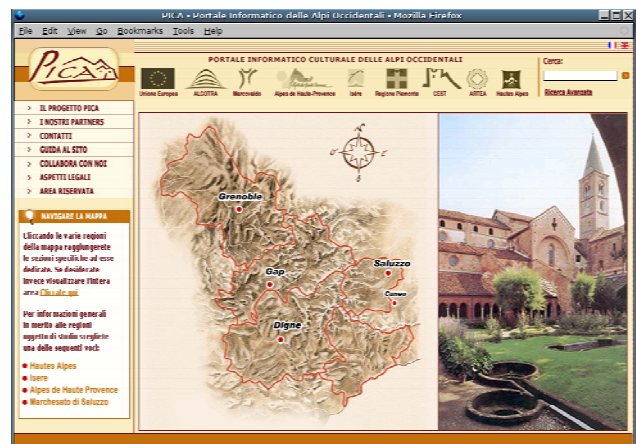 PICA • Portale Informatico delle Alpi Occidentali • Mozilla Firefox
File Edit View Go Bookmarks Tools Help
PICA
PORTALE INFORMATICO CULTURALE DELLE ALPI OCCIDENTALI
Cerca:
Unione Europea ALCOTRA Marcovaldo Alpes de Haute-Provence Isère Regione Piemonte CEST ARTEA Hautes Alpes
Ricerca Avanzata
> IL PROGETTO PICA
> I NOSTRI PARTNERS
> CONTATTI
> GUIDA AL SITO
> COLLABORA CON NOI
> ASPETTI LEGALI
> AREA RISERVATA
NAVIGARE LA MAPPA
Cliccando le varie regioni
della mappa raggiungerete
le sezioni specifiche ad esse
dedicate. Se desiderate
invece visualizzare l'intera
area Cliccate qui
Per informazioni generali
in merito alle regioni
oggetto di studio scegliete
una delle seguenti voci:
Hautes Alpes
Isere
Alpes de Haute Provence
Marchesato di Saluzzo
N
O E
S
Grenoble
Saluzzo
Gap
Cuneo
Digne